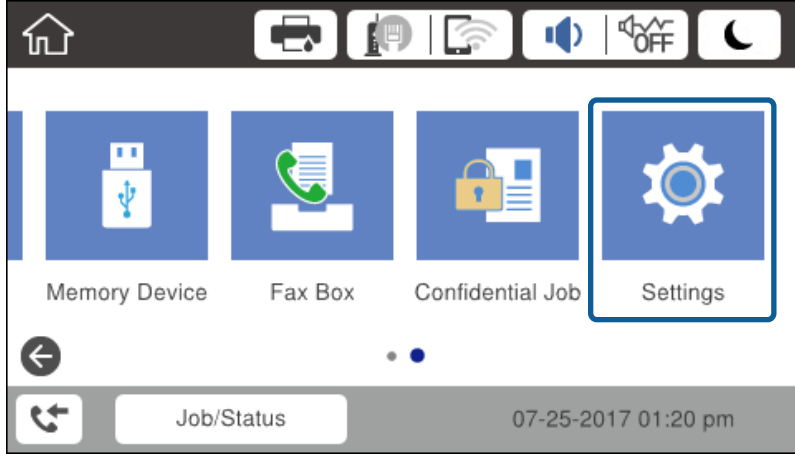 OFF
Memory Device
Fax Box
Confidential Job
Settings
Job/Status
07-25-2017 01:20 pm